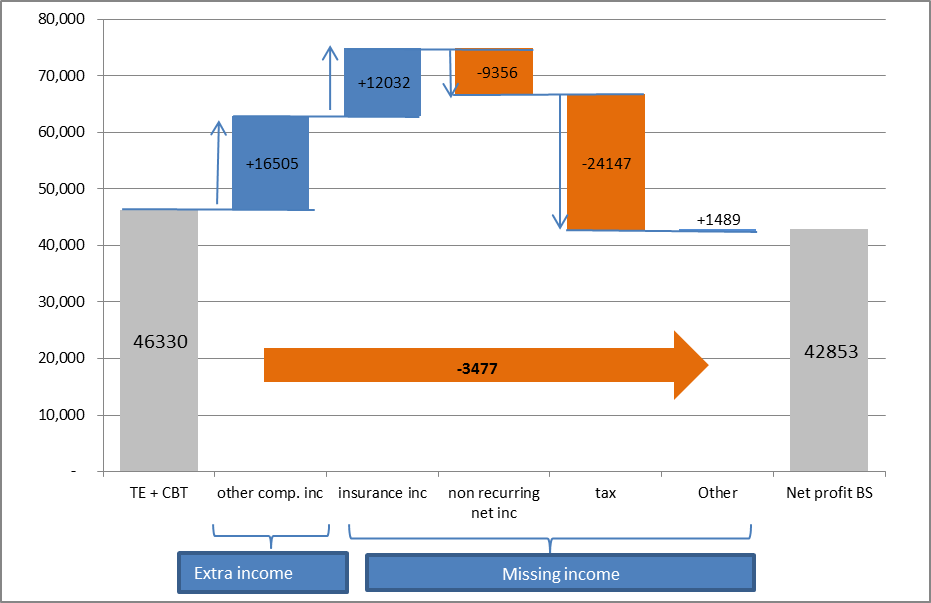 80,000
70,000
60,000
50,000
40,000
30,000
20,000
10,000
-
46330
+16505
+12032
-9356
-24147
+1489
42853
-3477
TE + CBT
other comp. inc
insurance inc
non recurring
net inc
tax
Other
Net profit BS
Extra income
Missing income